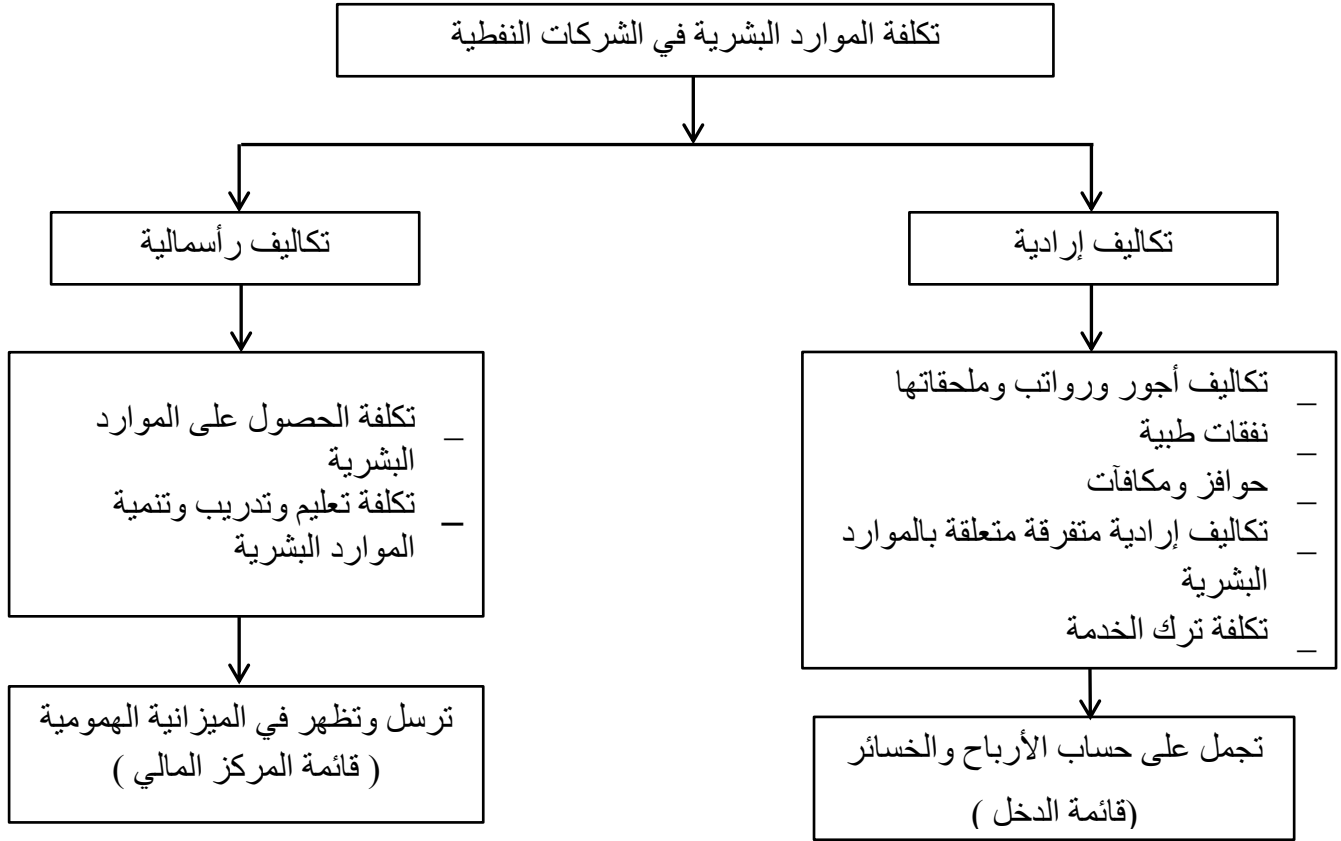 تكلفة الموارد البشرية في الشركات النفطية
تكاليف إرادية
تكاليف رأسمالية
_ تكاليف أجور ورواتب وملحقاتها
_ نفقات طبية
_ حوافز ومكافآت
_ تكاليف إرادية متفرقة متعلقة بالموارد
البشرية
_ تكلفة ترك الخدمة
_ تكلفة الحصول على الموارد
البشرية
_ تكلفة تعليم وتدريب وتنمية
الموارد البشرية
تجمل على حساب الأرباح والخسائر
(قائمة الدخل )
ترسل وتظهر في الميزانية الهمومية
( قائمة المركز المالي )